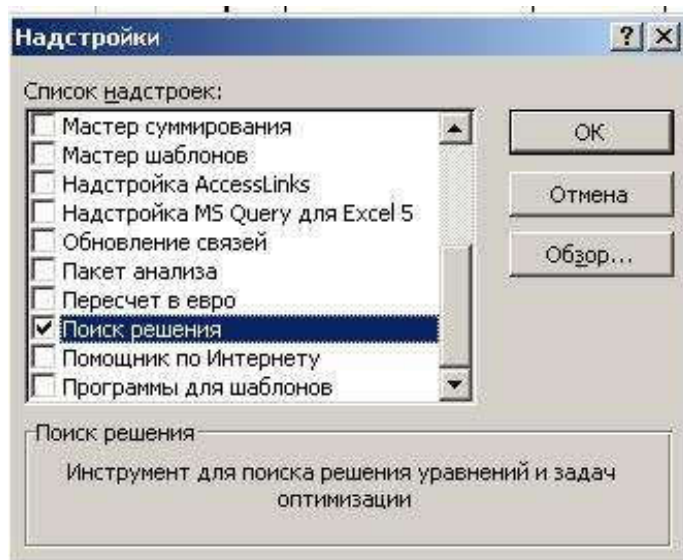 Надстройки
Список надстроек:
Мастер суммирования
Мастер шаблонов
Надстройка AccessLinks
Надстройка MS Query для Excel 5
Обновление связей
Пакет анализа
Пересчет в евро
Поиск решения
Помощник по Интернету
Программы для шаблонов
ОК
Отмена
Обзор...
Поиск решения
Инструмент для поиска решения уравнений и задач
оптимизации